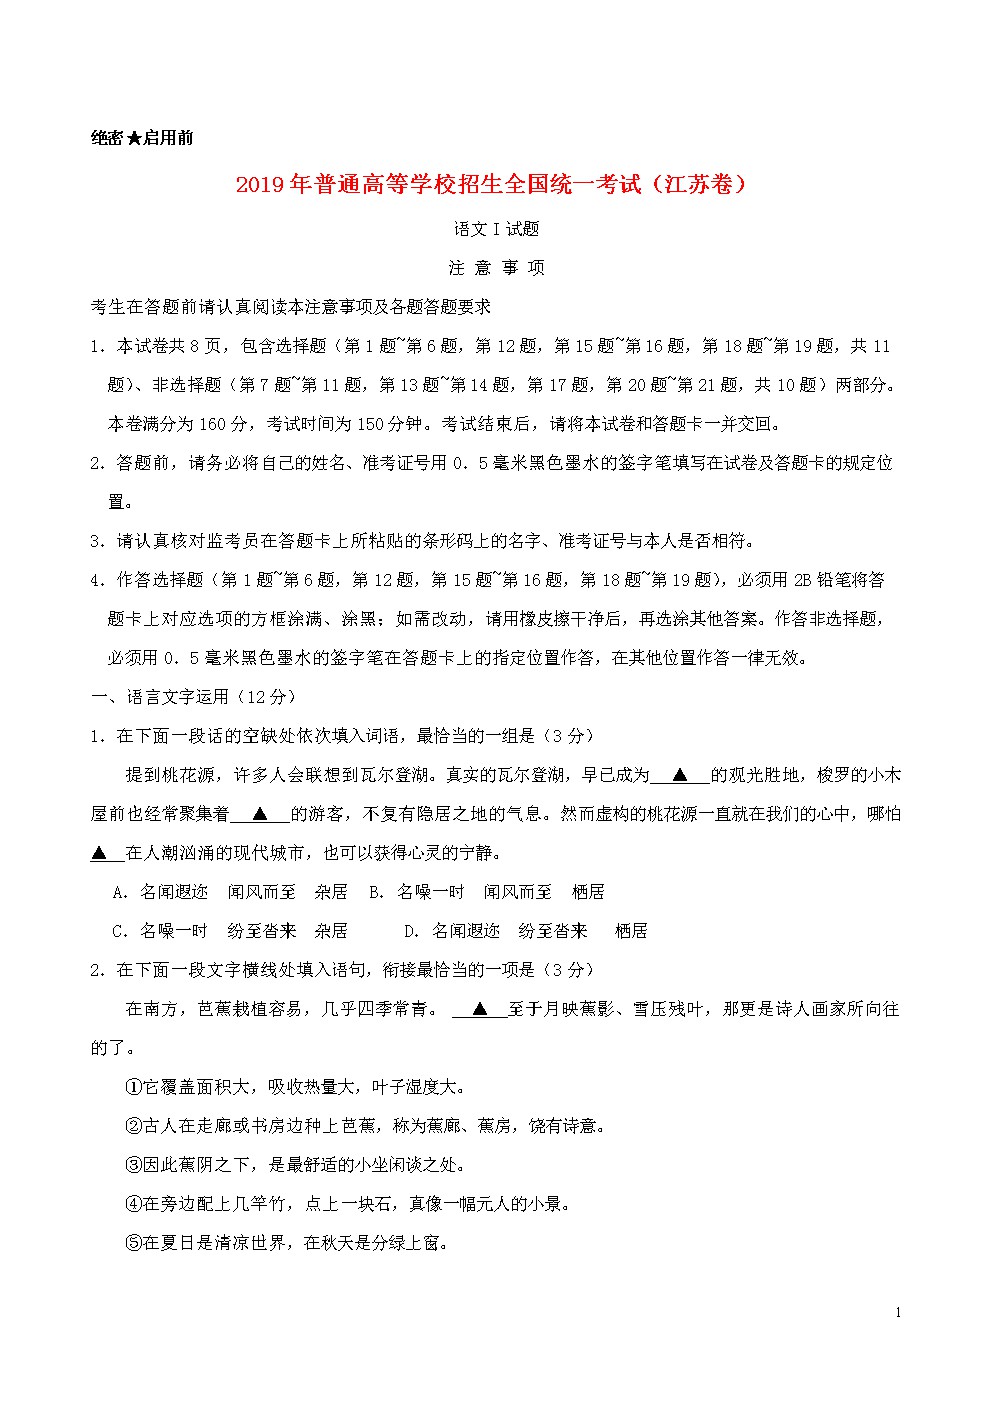 绝密★启用前
2019年普通高等学校招生全国统一考试（江苏卷）
语文I试题
注 意 事 项
考生在答题前请认真阅读本注意事项及各题答题要求
1．本试卷共8页，包含选择题（第1题~第6题，第12题，第15题~第16题，第18题~第19题，共11
题）、非选择题（第7题~第11题，第13题~第14题，第17题，第20题~第21题，共10题）两部分。
本卷满分为160分，考试时间为150分钟。考试结束后，请将本试卷和答题卡一并交回。
2．答题前，请务必将自己的姓名、准考证号用0．5毫米黑色墨水的签字笔填写在试卷及答题卡的规定位
置。
3．请认真核对监考员在答题卡上所粘贴的条形码上的名字、准考证号与本人是否相符。
4．作答选择题（第1题~第6题，第12题，第15题~第16题，第18题~第19题），必须用2B铅笔将答
题卡上对应选项的方框涂满、涂黑；如需改动，请用橡皮擦干净后，再选涂其他答案。作答非选择题，
必须用0．5毫米黑色墨水的签字笔在答题卡上的指定位置作答，在其他位置作答一律无效。
一、语言文字运用（12分）
1．在下面一段话的空缺处依次填入词语，最恰当的一组是（3分）
提到桃花源，许多人会联想到瓦尔登湖。真实的瓦尔登湖，早已成为 ▲ 的观光胜地，梭罗的小木
屋前也经常聚集着 ▲ 的游客，不复有隐居之地的气息。然而虚构的桃花源一直就在我们的心中，哪怕
▲ 在人潮汹涌的现代城市，也可以获得心灵的宁静。
A．名闻遐迩 闻风而至 杂居 B．名噪一时 闻风而至 栖居
C．名噪一时 纷至沓来 杂居 D．名闻遐迩 纷至沓来 栖居
2．在下面一段文字横线处填入语句，衔接最恰当的一项是（3分）
在南方，芭蕉栽植容易，几乎四季常青。 ▲ 至于月映蕉影、雪压残叶，那更是诗人画家所向往
的了。
①它覆盖面积大，吸收热量大，叶子湿度大。
②古人在走廊或书房边种上芭蕉，称为蕉廊、蕉房，饶有诗意。
③因此蕉阴之下，是最舒适的小坐闲谈之处。
④在旁边配上几竿竹，点上一块石，真像一幅元人的小景。
⑤在夏日是清凉世界，在秋天是分绿上窗。
1